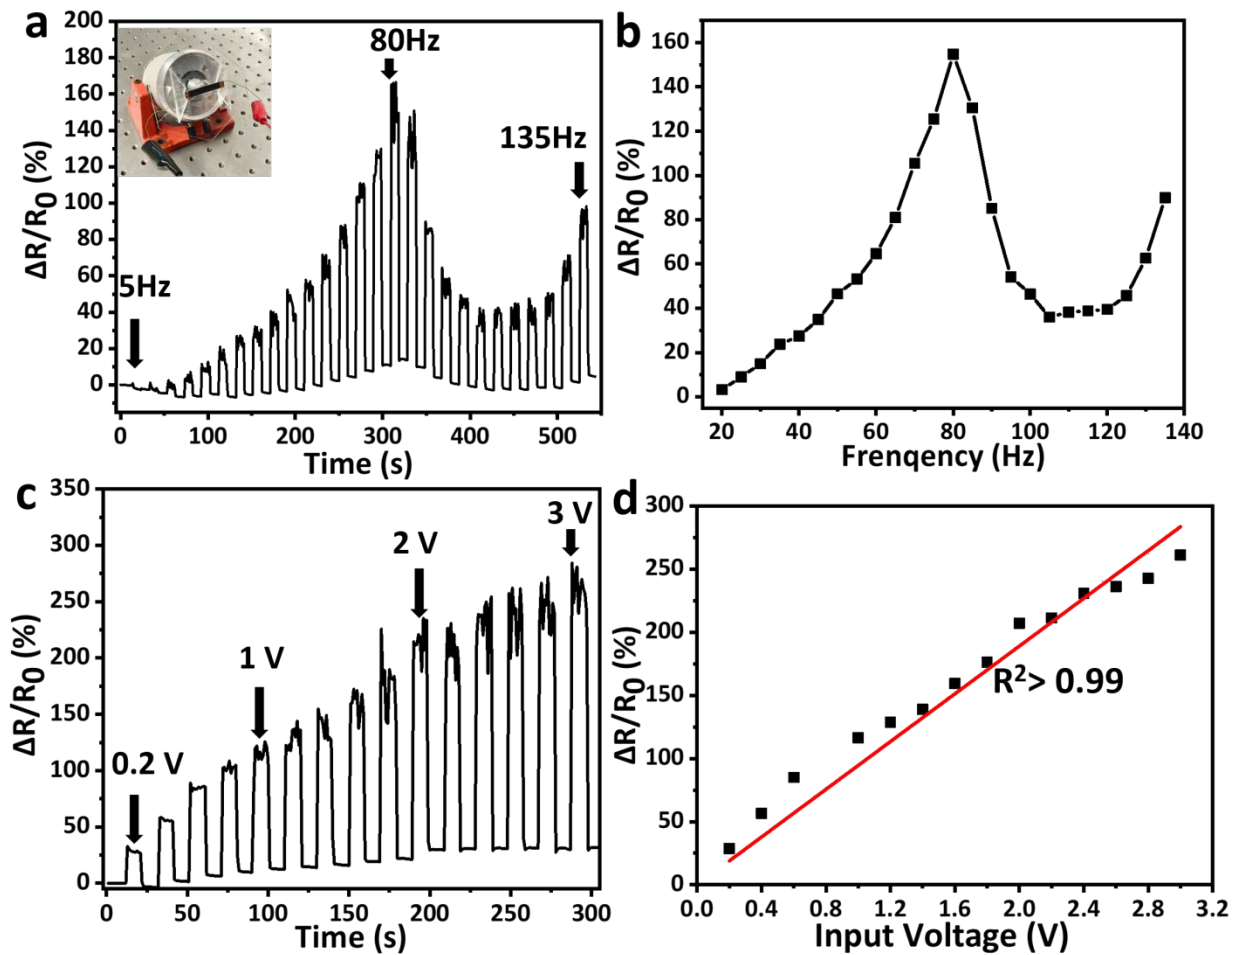 a
200
180
160
140
120
100
80
60
40
20
0
ΔR/R0 (%)
5Hz
80Hz
135Hz
0 100 200 300 400 500
Time (s)
b
160
140
120
100
80
60
40
20
0
ΔR/R0 (%)
20 40 60 80 100 120 140
Frenqency (Hz)
c
350
300
250
200
150
100
50
0
ΔR/R0 (%)
0.2 V
1 V
2 V
3 V
0 50 100 150 200 250 300
Time (s)
d
300
250
200
150
100
50
0
ΔR/R0 (%)
R²> 0.99
0.0 0.4 0.8 1.2 1.6 2.0 2.4 2.8 3.2
Input Voltage (V)